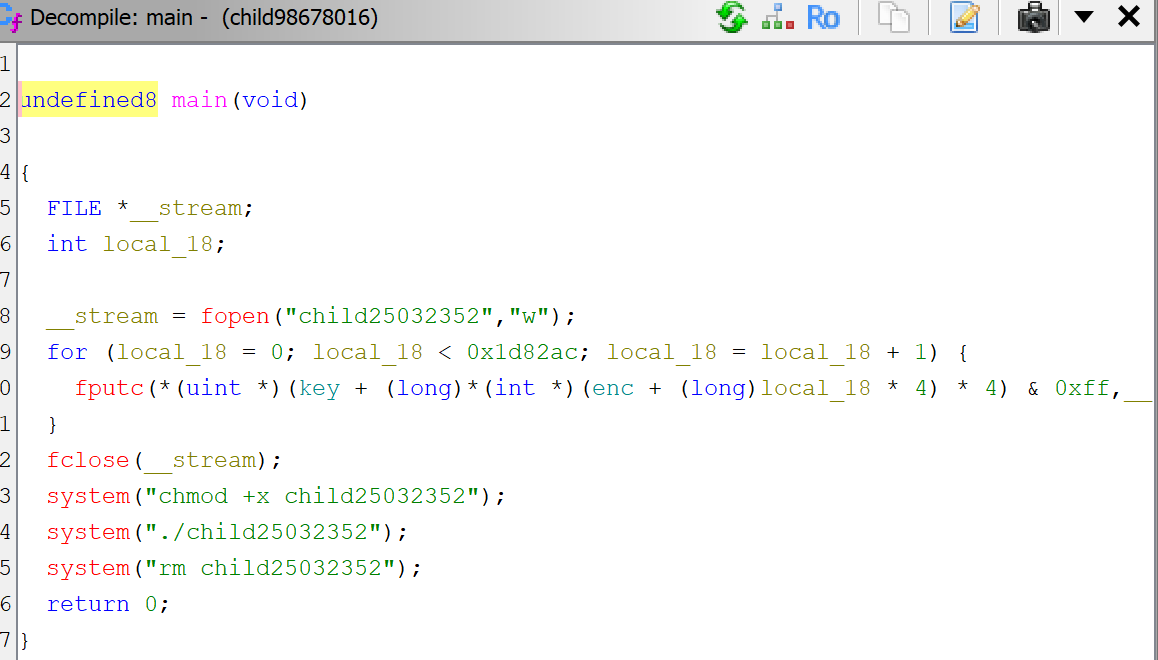 Decompile: main - (child98678016)
Ro
1
2 undefined8 main(void)
3
4 {
5 FILE *__stream;
6 int local_18;
7
8 __stream = fopen("child25032352","w");
9 for (local_18 = 0; local_18 < 0x1d82ac; local_18 = local_18 + 1) {
0 fputc(*(uint *)(key + (long)*(int *)(enc + (long)local_18 * 4) * 4) & 0xff,__
1 }
2 fclose(__stream);
3 system("chmod +x child25032352");
4 system("./child25032352");
5 system("rm child25032352");
6 return 0;
7 }